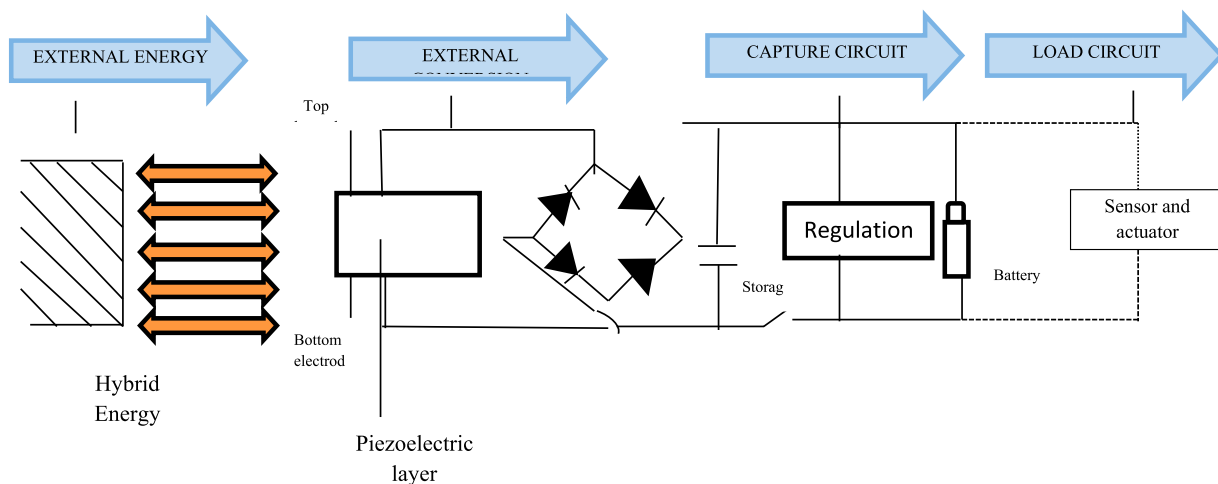 EXTERNAL ENERGY
EXTERNAL
CAPTURE CIRCUIT
LOAD CIRCUIT
Top
Regulation
Sensor and
actuator
Storag
Battery
Bottom
electrod
Hybrid
Energy
Piezoelectric
layer